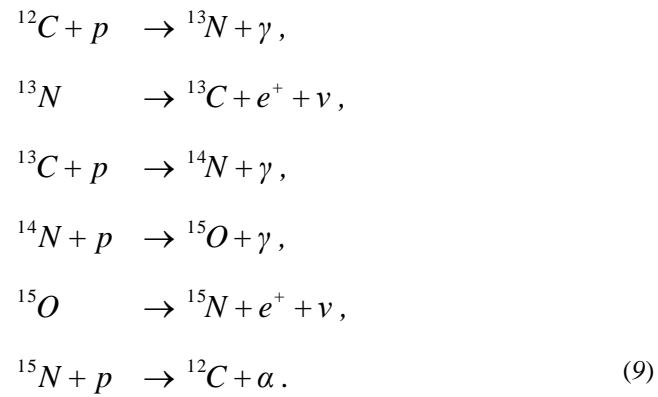 ¹²C + p → ¹³N + γ ,
¹³N → ¹³C + e⁺ + ν ,
¹³C + p → ¹⁴N + γ ,
¹⁴N + p → ¹⁵O + γ ,
¹⁵O → ¹⁵N + e⁺ + ν ,
¹⁵N + p → ¹²C + α . (9)